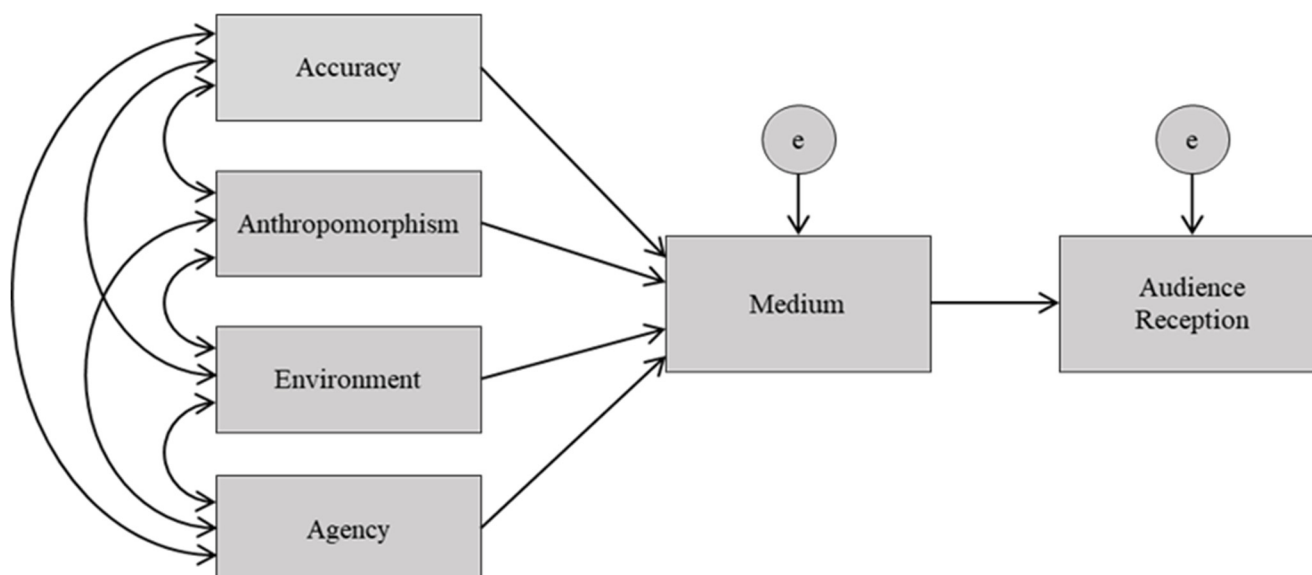 Accuracy
e
e
Anthropomorphism
Medium
Audience
Reception
Environment
Agency